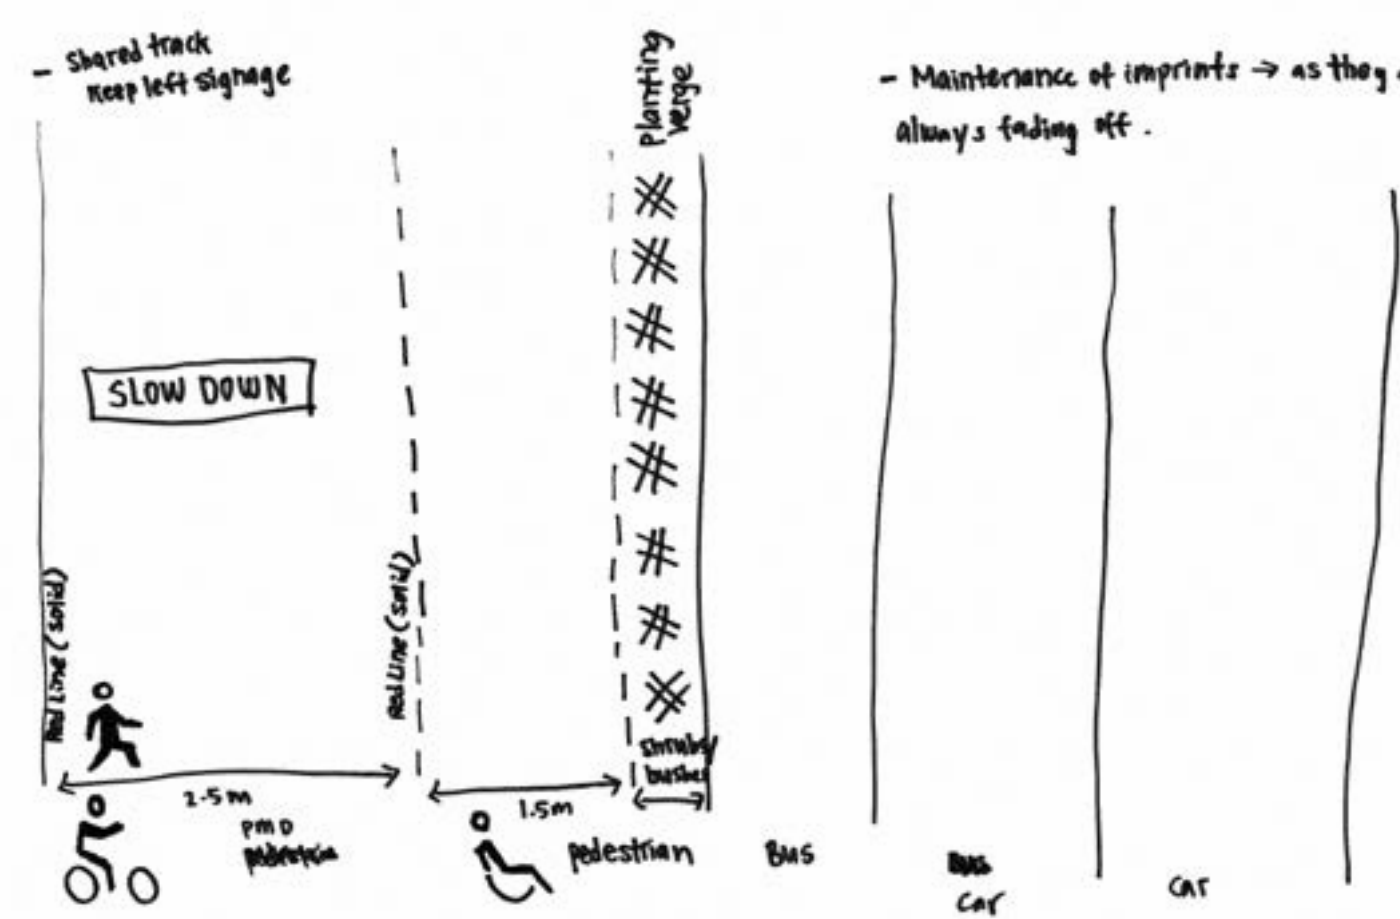 - Shared track
keep left signage
planting
verge
- Maintenance of imprints → as they
always fading off.
SLOW DOWN
Red Line (solid)
Red Line (solid)
shrubs/
bushes
2.5m
1.5m
PMD
pedestrian
Bus
Car
Car